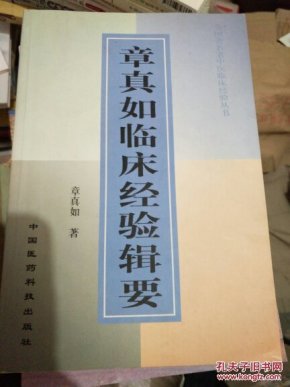 章真如临床经验辑要
章真如 著
中国医药科技出版社
孔夫子旧书网